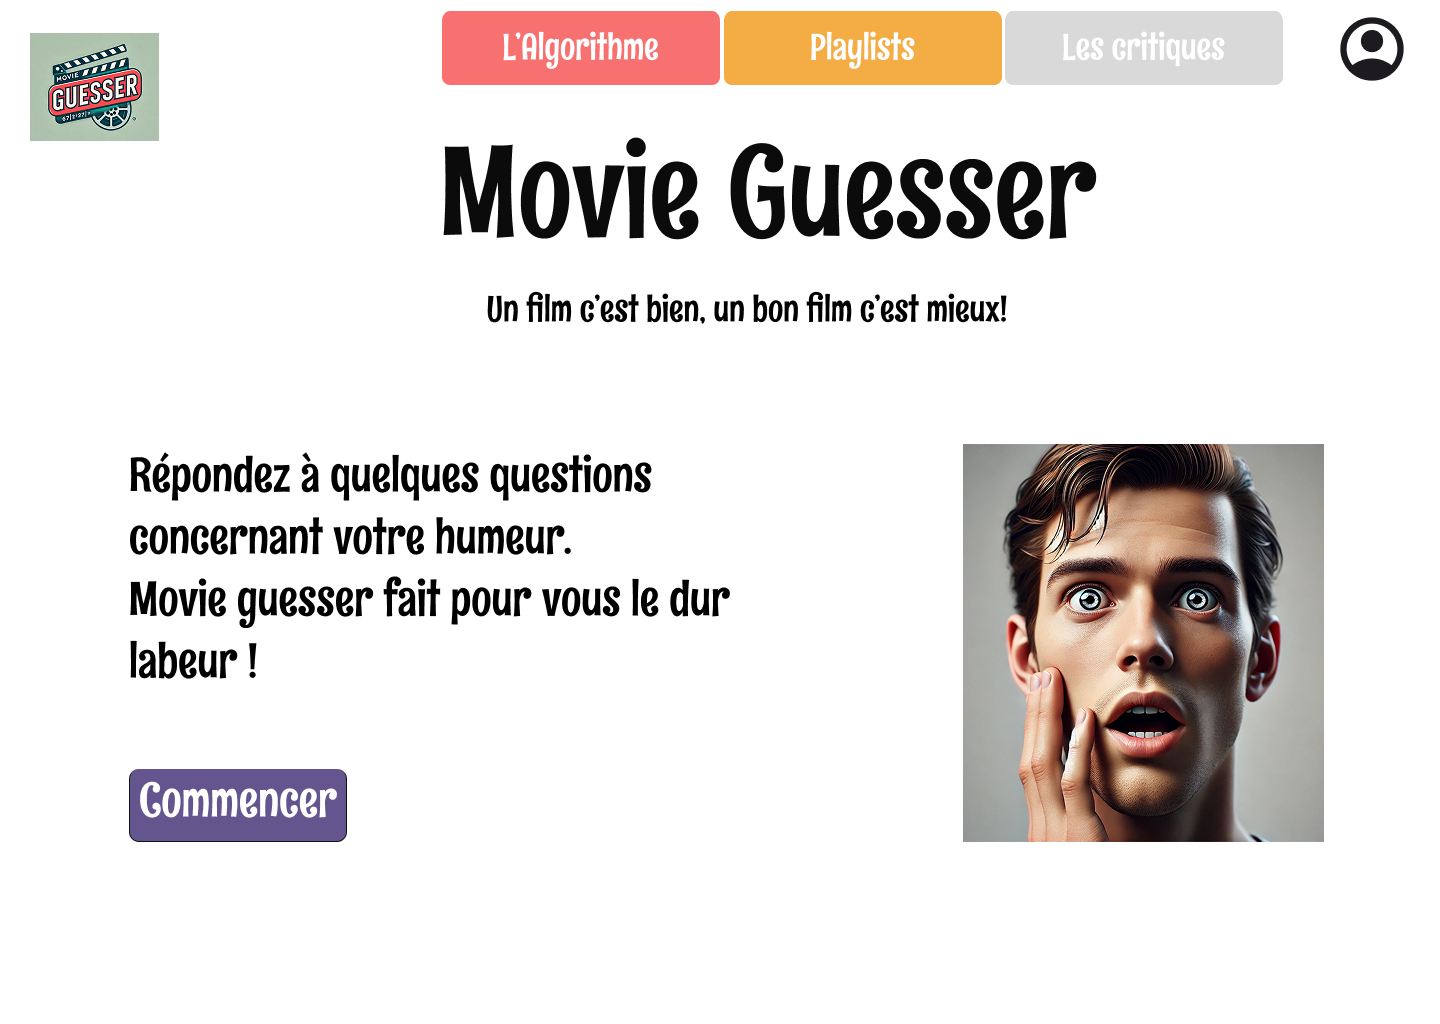 L'Algorithme
Playlists
Les critiques
MOVIE
GUESSER
Movie Guesser
Un film c'est bien, un bon film c'est mieux!
Répondez à quelques questions
concernant votre humeur.
Movie guesser fait pour vous le dur
labeur !
Commencer